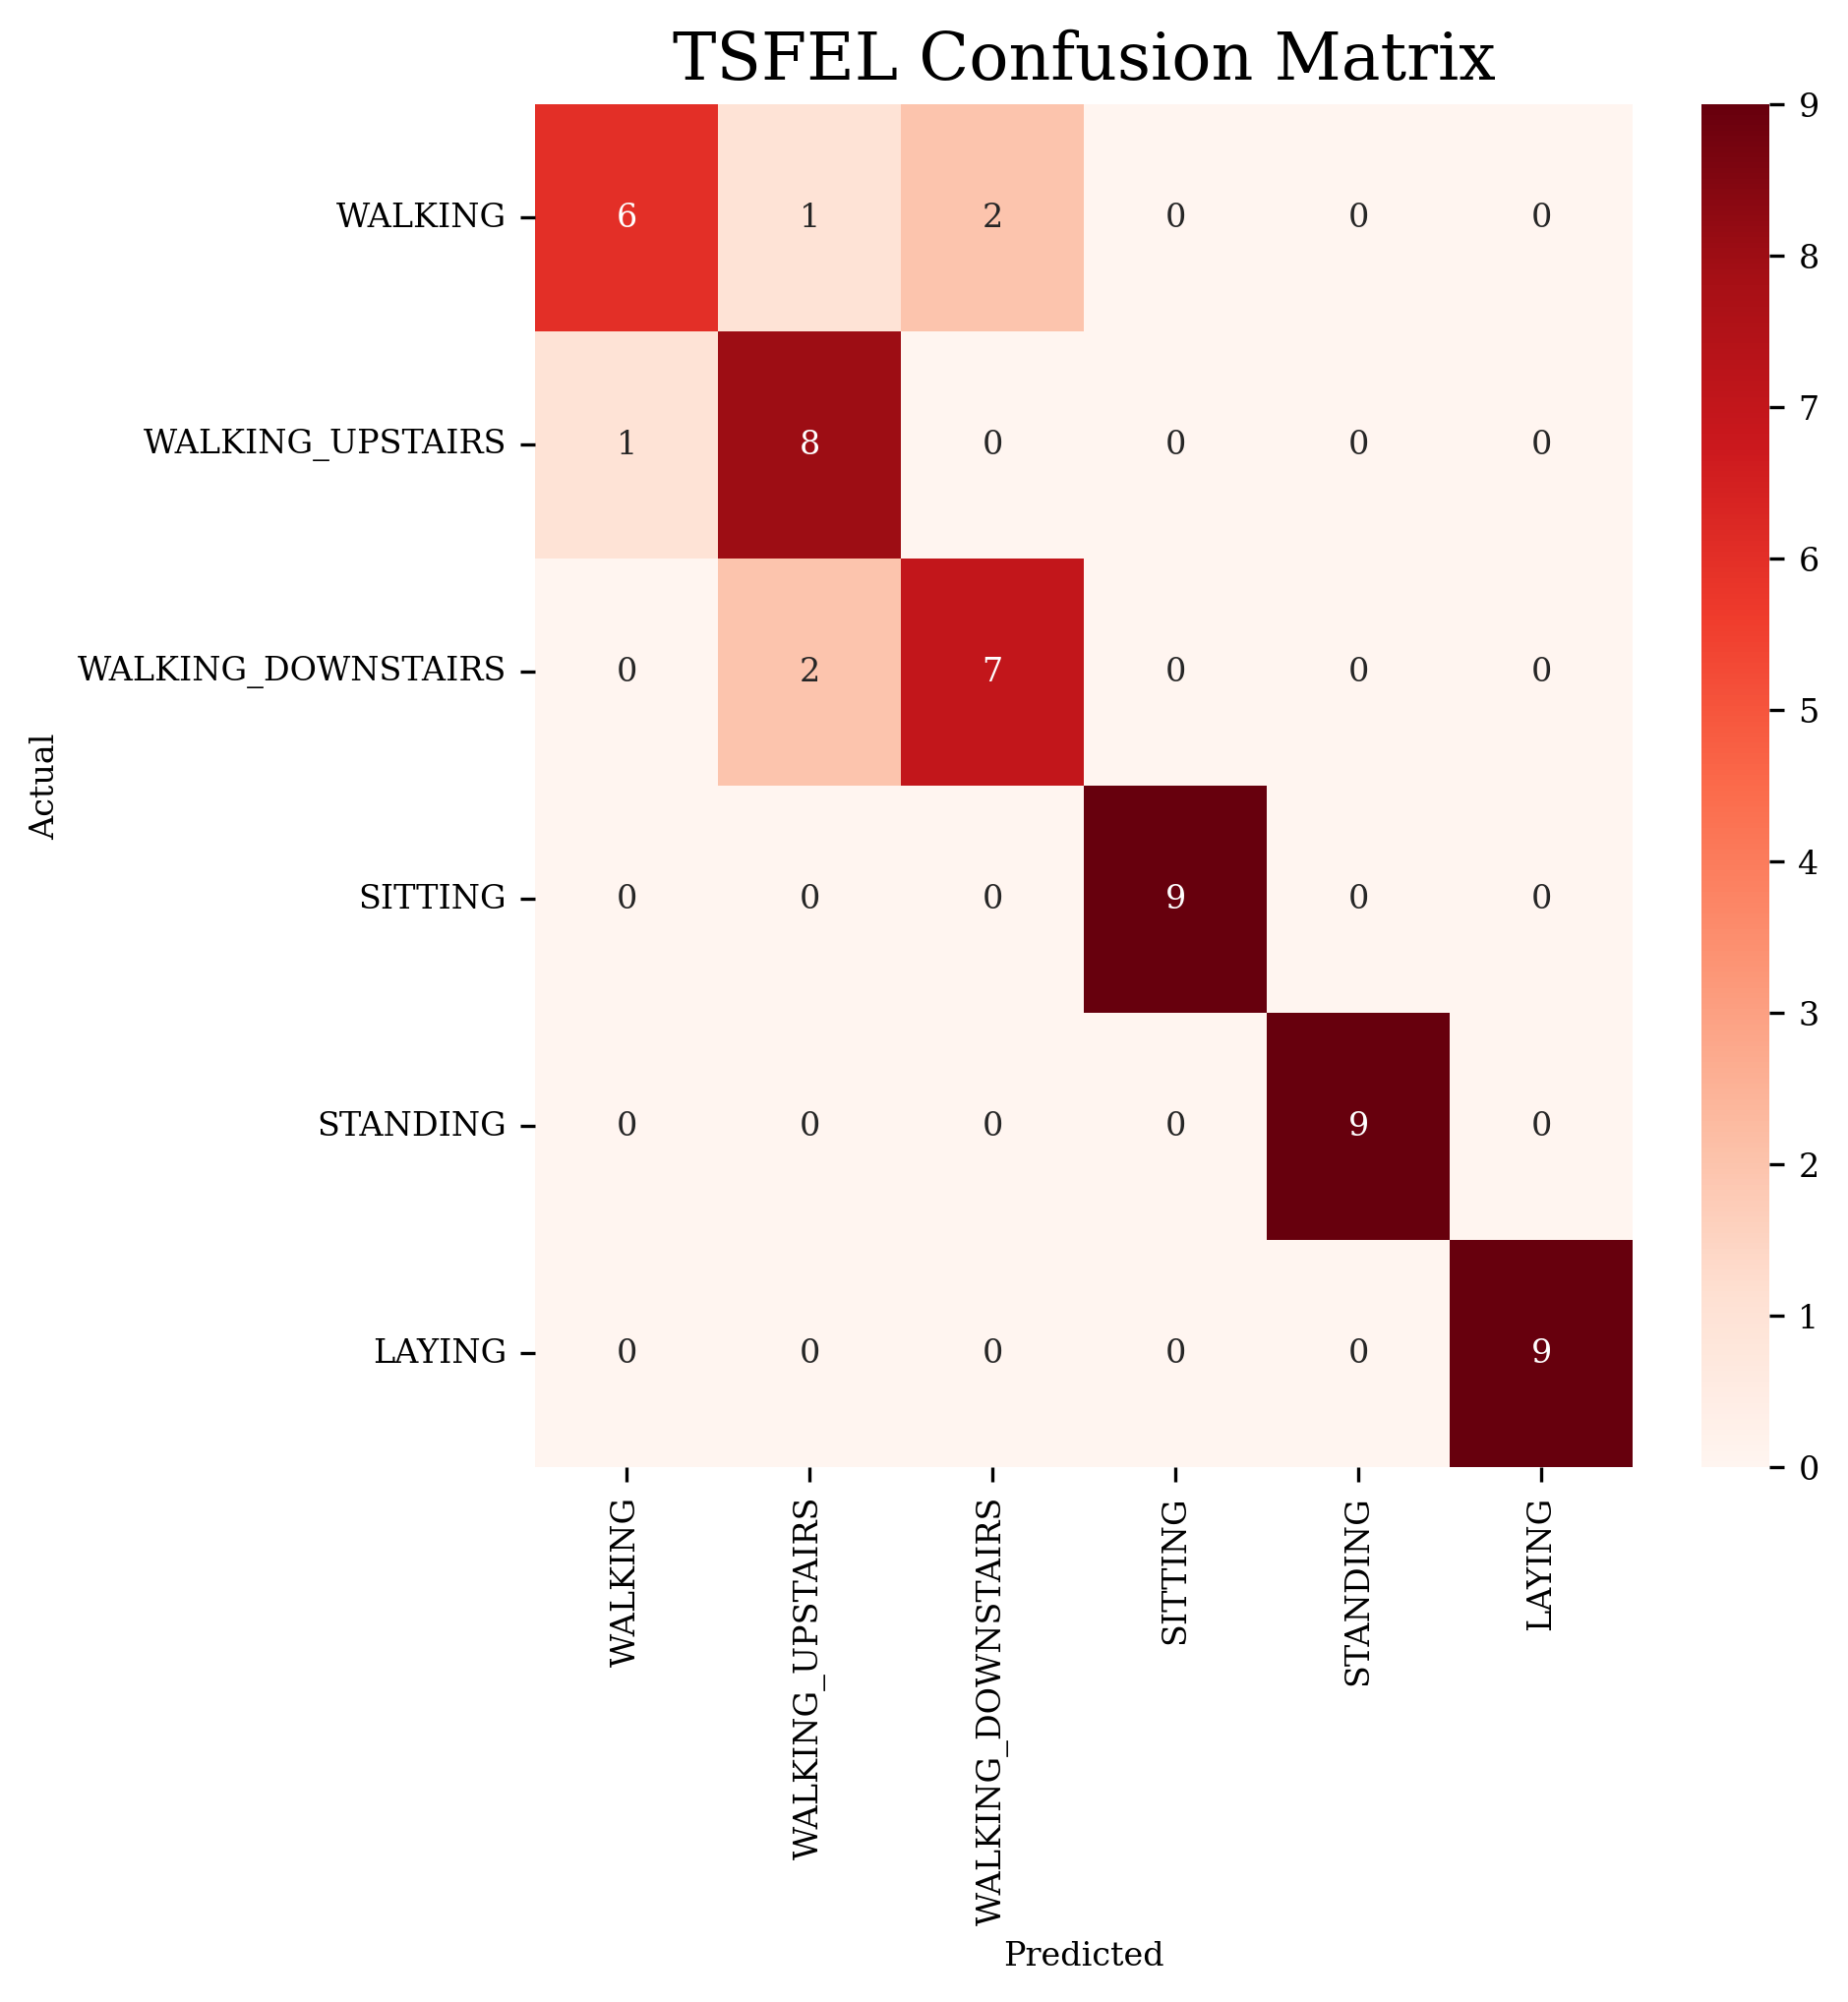 TSFEL Confusion Matrix
Actual
WALKING 6 1 2 0 0 0
WALKING_UPSTAIRS 1 8 0 0 0 0
WALKING_DOWNSTAIRS 0 2 7 0 0 0
SITTING 0 0 0 9 0 0
STANDING 0 0 0 0 9 0
LAYING 0 0 0 0 0 9
WALKING
WALKING_UPSTAIRS
WALKING_DOWNSTAIRS
SITTING
STANDING
LAYING
Predicted
9
8
7
6
5
4
3
2
1
0